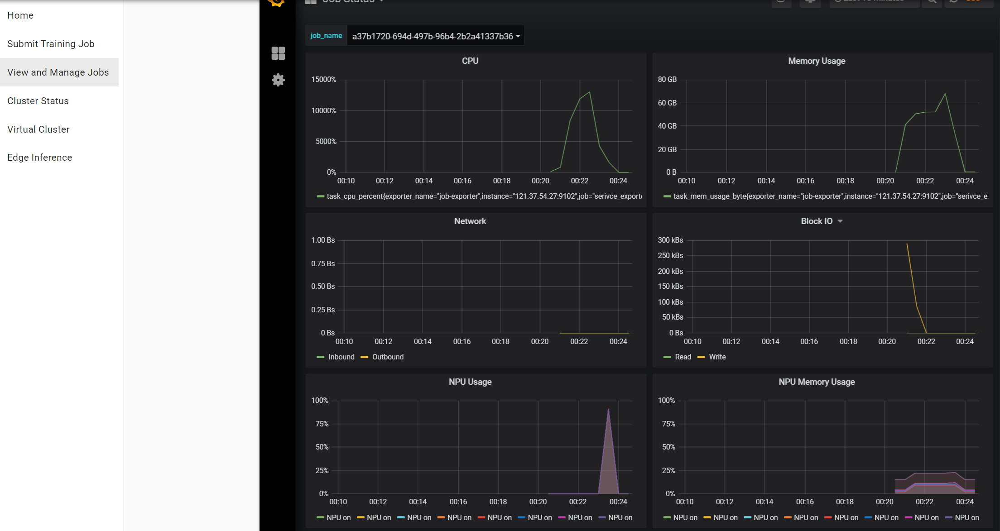 Home
Submit Training Job
View and Manage Jobs
Cluster Status
Virtual Cluster
Edge Inference
Job Status
Last 15 minutes
job_name a37b1720-694d-497b-96b4-2b2a41337b36
CPU
15000%
10000%
5000%
0%
00:10 00:12 00:14 00:16 00:18 00:20 00:22 00:24
task_cpu_percent{exporter_name="job-exporter",instance="121.37.54.27:9102",job="serivce_exporte
Memory Usage
80 GB
60 GB
40 GB
20 GB
0 B
00:10 00:12 00:14 00:16 00:18 00:20 00:22 00:24
task_mem_usage_byte{exporter_name="job-exporter",instance="121.37.54.27:9102",job="serivce_e
Network
1.00 Bs
0.75 Bs
0.50 Bs
0.25 Bs
0 Bs
00:10 00:12 00:14 00:16 00:18 00:20 00:22 00:24
Inbound Outbound
Block IO
300 kBs
250 kBs
200 kBs
150 kBs
100 kBs
50 kBs
0 Bs
00:10 00:12 00:14 00:16 00:18 00:20 00:22 00:24
Read Write
NPU Usage
100%
75%
50%
25%
0%
00:10 00:12 00:14 00:16 00:18 00:20 00:22 00:24
NPU on NPU on NPU on NPU on NPU on NPU on NPU on NPU on
NPU Memory Usage
100%
75%
50%
25%
0%
00:10 00:12 00:14 00:16 00:18 00:20 00:22 00:24
NPU on NPU on NPU on NPU on NPU on NPU on NPU on NPU on